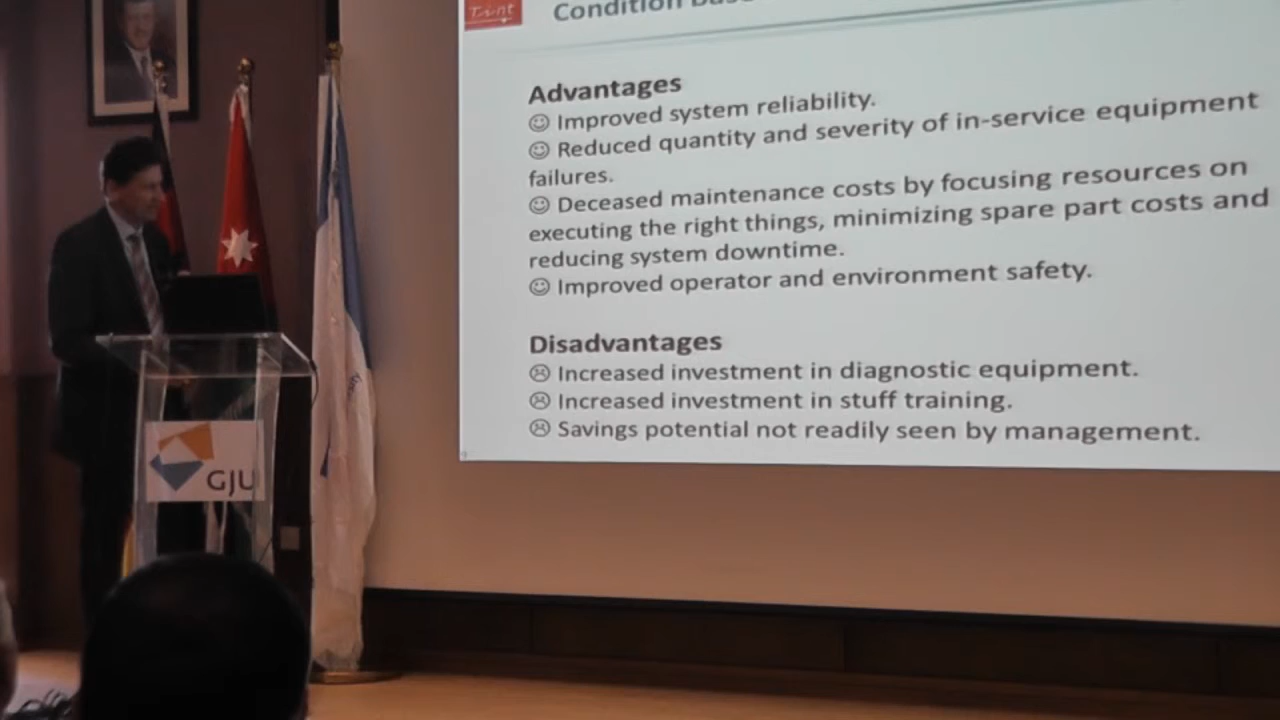 Condition
Advantages
☺ Improved system reliability.
☺ Reduced quantity and severity of in-service equipment
failures.
☺ Deceased maintenance costs by focusing resources on
executing the right things, minimizing spare part costs and
reducing system downtime.
☺ Improved operator and environment safety.
Disadvantages
☹ Increased investment in diagnostic equipment.
☹ Increased investment in stuff training.
☹ Savings potential not readily seen by management.
GJU